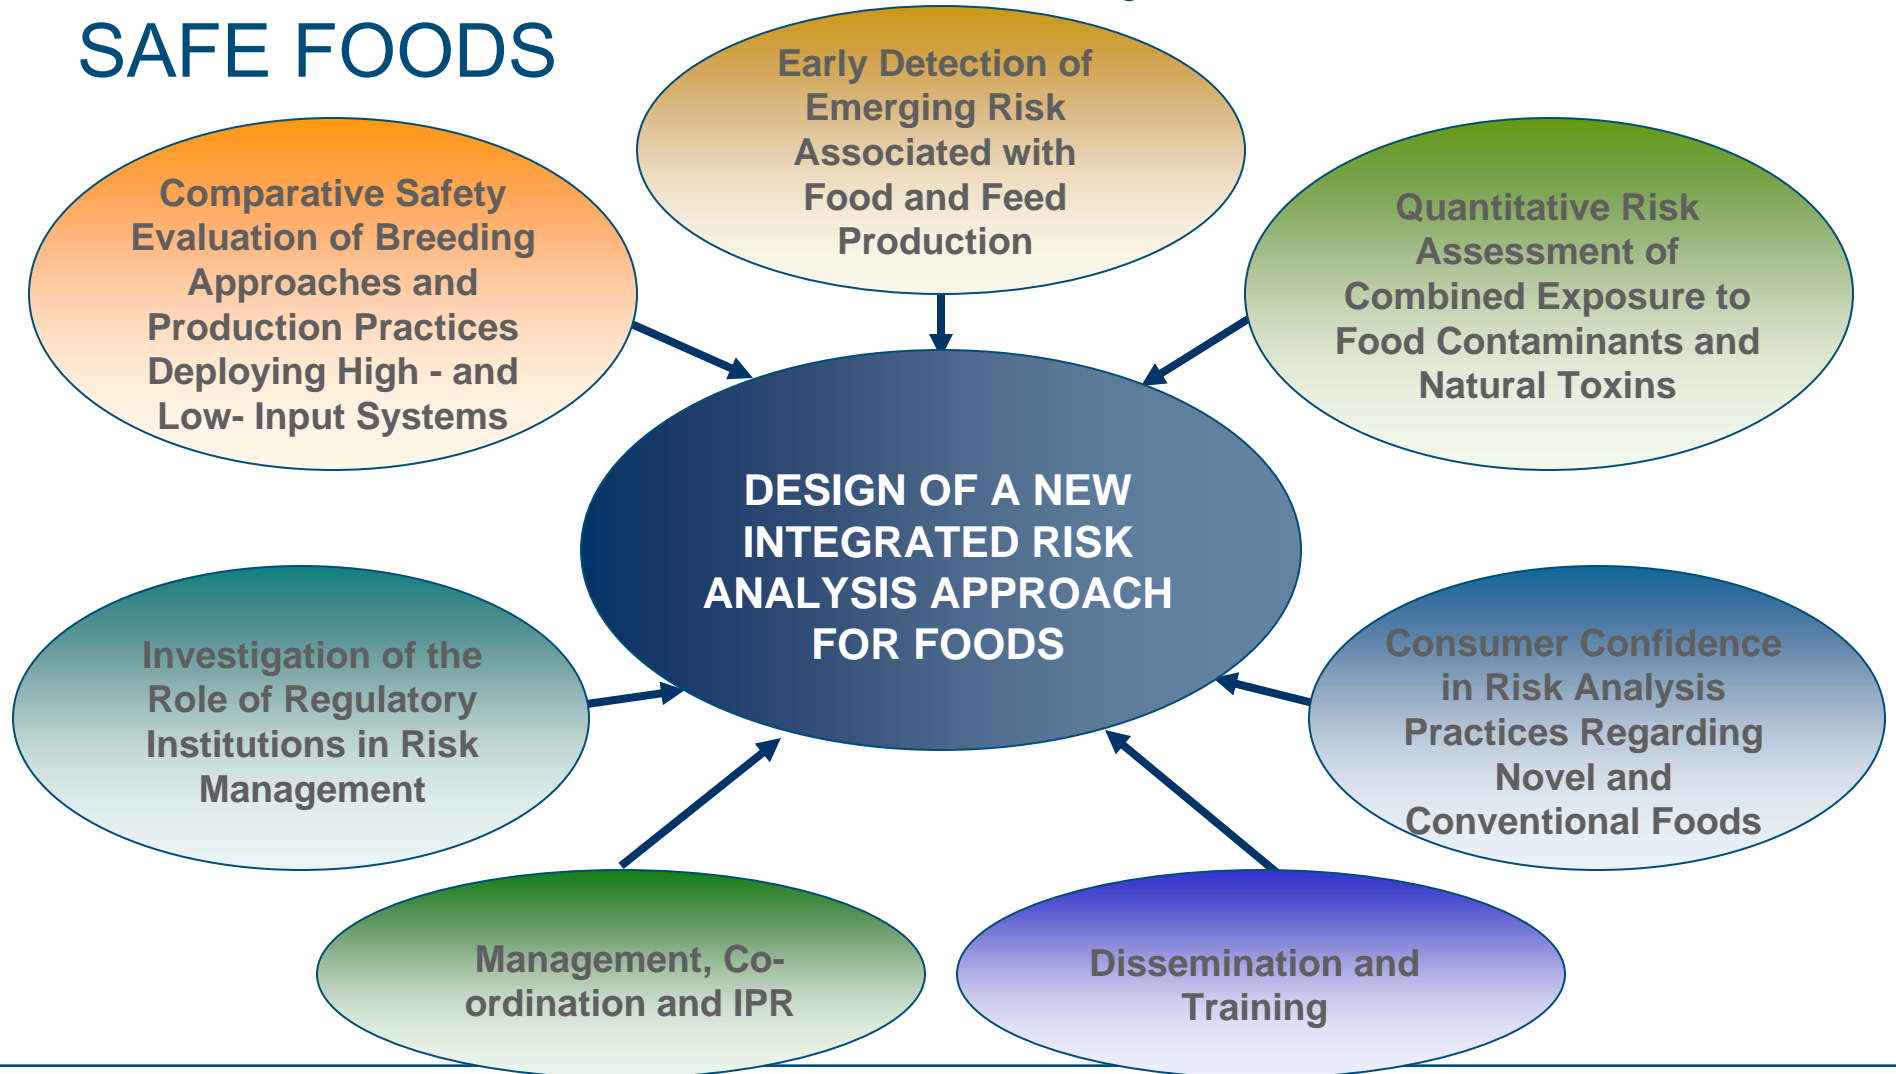 SAFE FOODS
Early Detection of
Emerging Risk
Associated with
Food and Feed
Production
Comparative Safety
Evaluation of Breeding
Approaches and
Production Practices
Deploying High - and
Low- Input Systems
Quantitative Risk
Assessment of
Combined Exposure to
Food Contaminants and
Natural Toxins
DESIGN OF A NEW
INTEGRATED RISK
ANALYSIS APPROACH
FOR FOODS
Investigation of the
Role of Regulatory
Institutions in Risk
Management
Consumer Confidence
in Risk Analysis
Practices Regarding
Novel and
Conventional Foods
Management, Co-
ordination and IPR
Dissemination and
Training